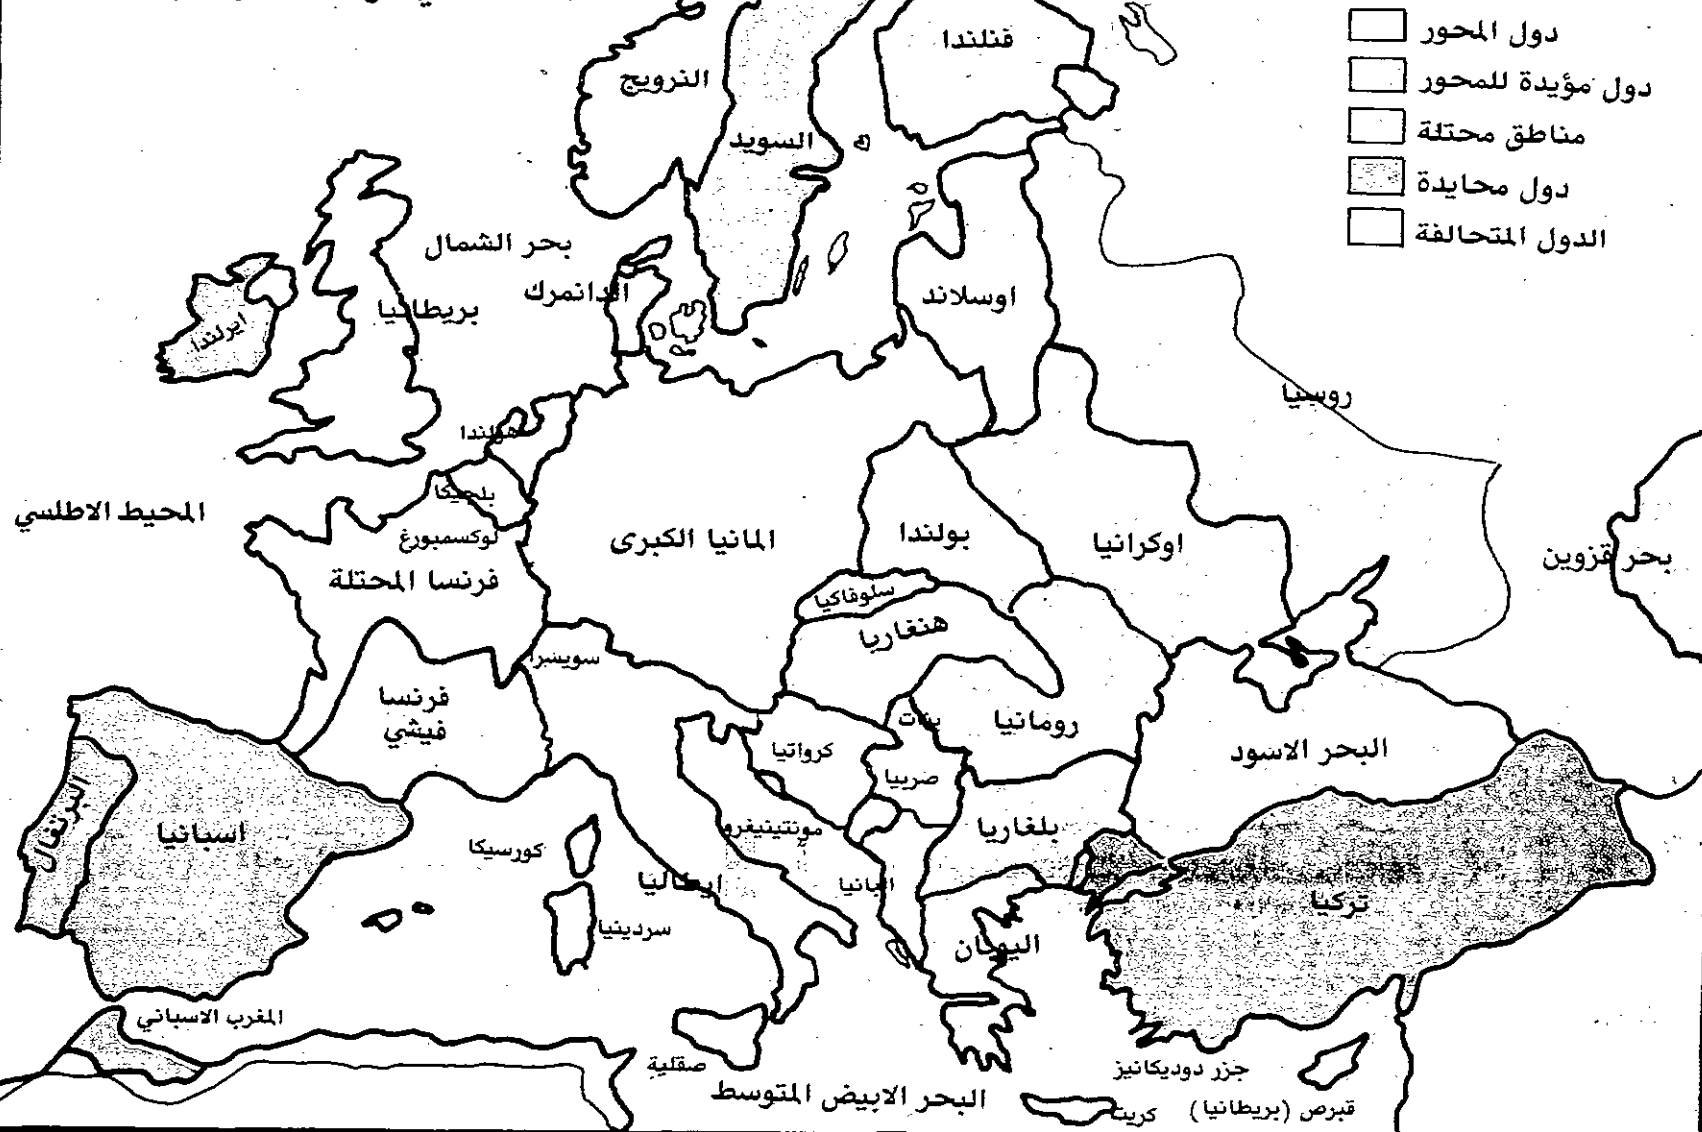 دول المحور
دول مؤيدة للمحور
مناطق محتلة
دول محايدة
الدول المتحالفة
فنلندا
النرويج
السويد
بحر الشمال
الدانمرك
بريطانيا
ايرلندا
اوسلاند
روسيا
هولندا
بلجيكا
المحيط الاطلسي
لوكسمبورغ
فرنسا المحتلة
المانيا الكبرى
بولندا
اوكرانيا
بحر قزوين
سلوفاكيا
هنغاريا
سويسرا
فرنسا
فيشي
بنات
رومانيا
كرواتيا
صربيا
البحر الاسود
البرتغال
اسبانيا
كورسيكا
مونتينيغرو
بلغاريا
ايطاليا
البانيا
سردينيا
اليونان
تركيا
المغرب الاسباني
صقلية
البحر الابيض المتوسط
جزر دوديكانيز
كريت
قبرص (بريطانيا)